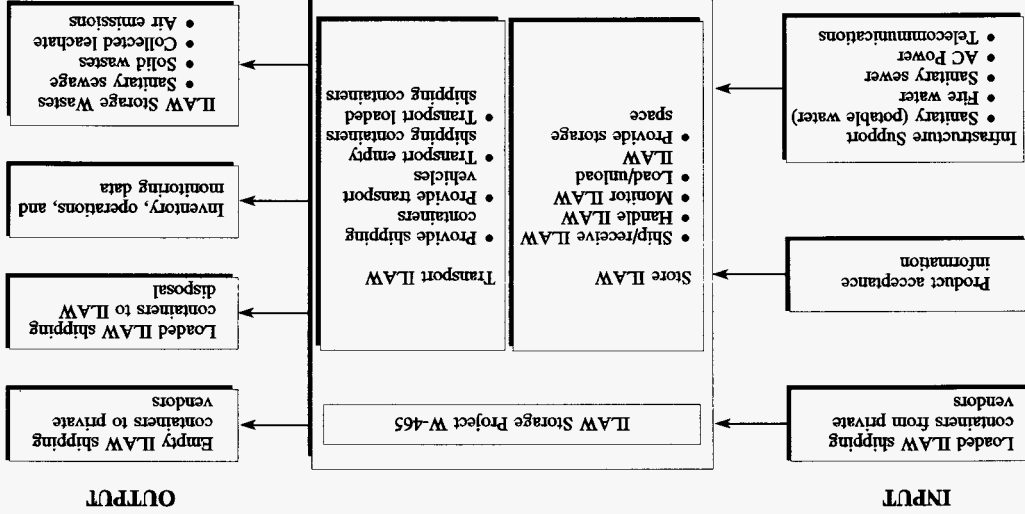 INPUT
Loaded ILAW shipping
containers from private
vendors
Product acceptance
information
Infrastructure Support
• Sanitary (potable water)
• Fire water
• Sanitary sewer
• AC Power
• Telecommunications
ILAW Storage Project W-465
Store ILAW
• Ship/receive ILAW
• Handle ILAW
• Monitor ILAW
• Load/unload
ILAW
• Provide storage
space
Transport ILAW
• Provide shipping
containers
• Provide transport
vehicles
• Transport empty
shipping containers
• Transport loaded
shipping containers
OUTPUT
Empty ILAW shipping
containers to private
vendors
Loaded ILAW shipping
containers to ILAW
disposal
Inventory, operations, and
monitoring data
ILAW Storage Wastes
• Sanitary sewage
• Solid wastes
• Collected leachate
• Air emissions